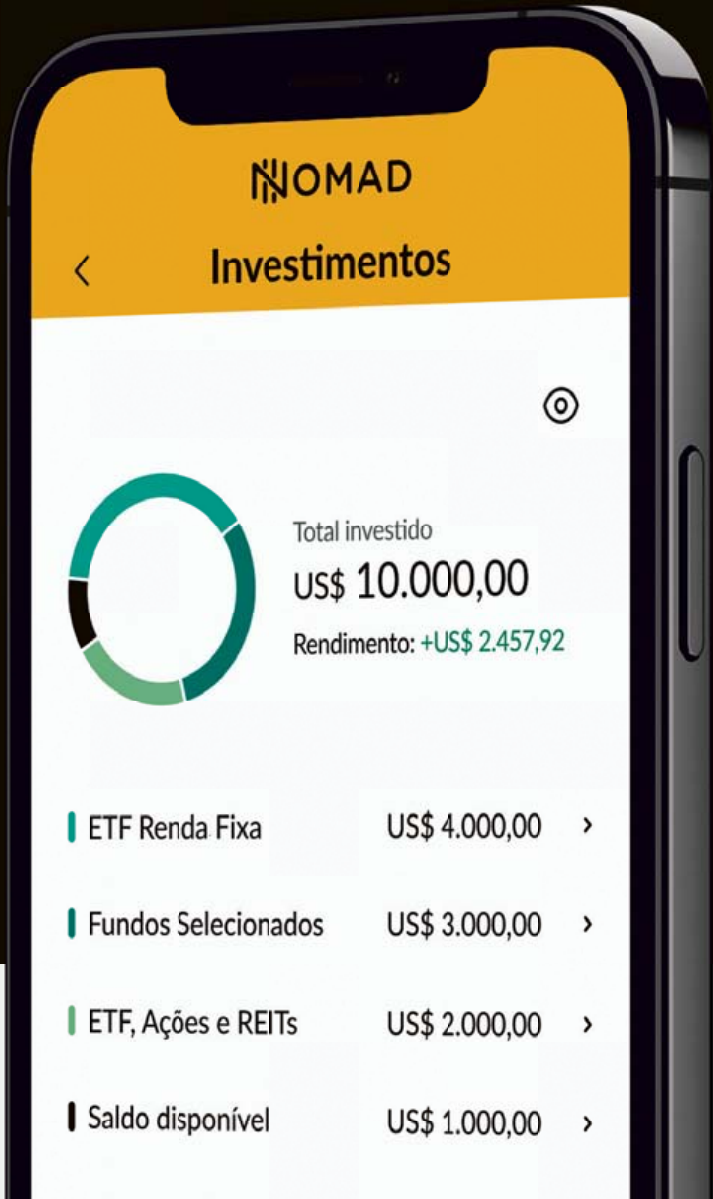 NOMAD
Investimentos
Total investido
US$ 10.000,00
Rendimento: +US$ 2.457,92
ETF Renda Fixa US$ 4.000,00
Fundos Selecionados US$ 3.000,00
ETF, Ações e REITs US$ 2.000,00
Saldo disponível US$ 1.000,00